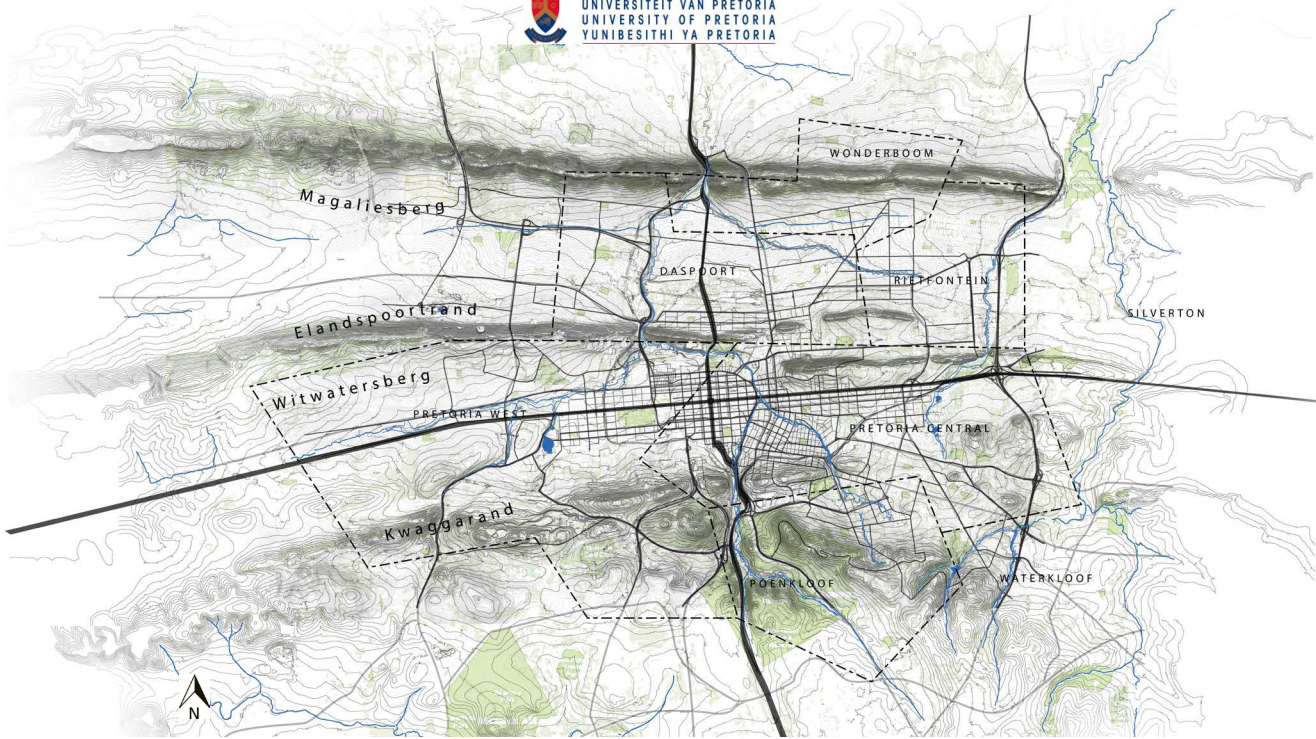 UNIVERSITEIT VAN PRETORIA
UNIVERSITY OF PRETORIA
YUNIBESITHI YA PRETORIA
WONDERBOOM
Magaliesberg
DASPOORT
RIETFONTEIN
Elandspoortrand
SILVERTON
Witwatersberg
PRETORIA WEST
PRETORIA CENTRAL
Kwaggarand
POENKLOOF
WATERKLOOF
N